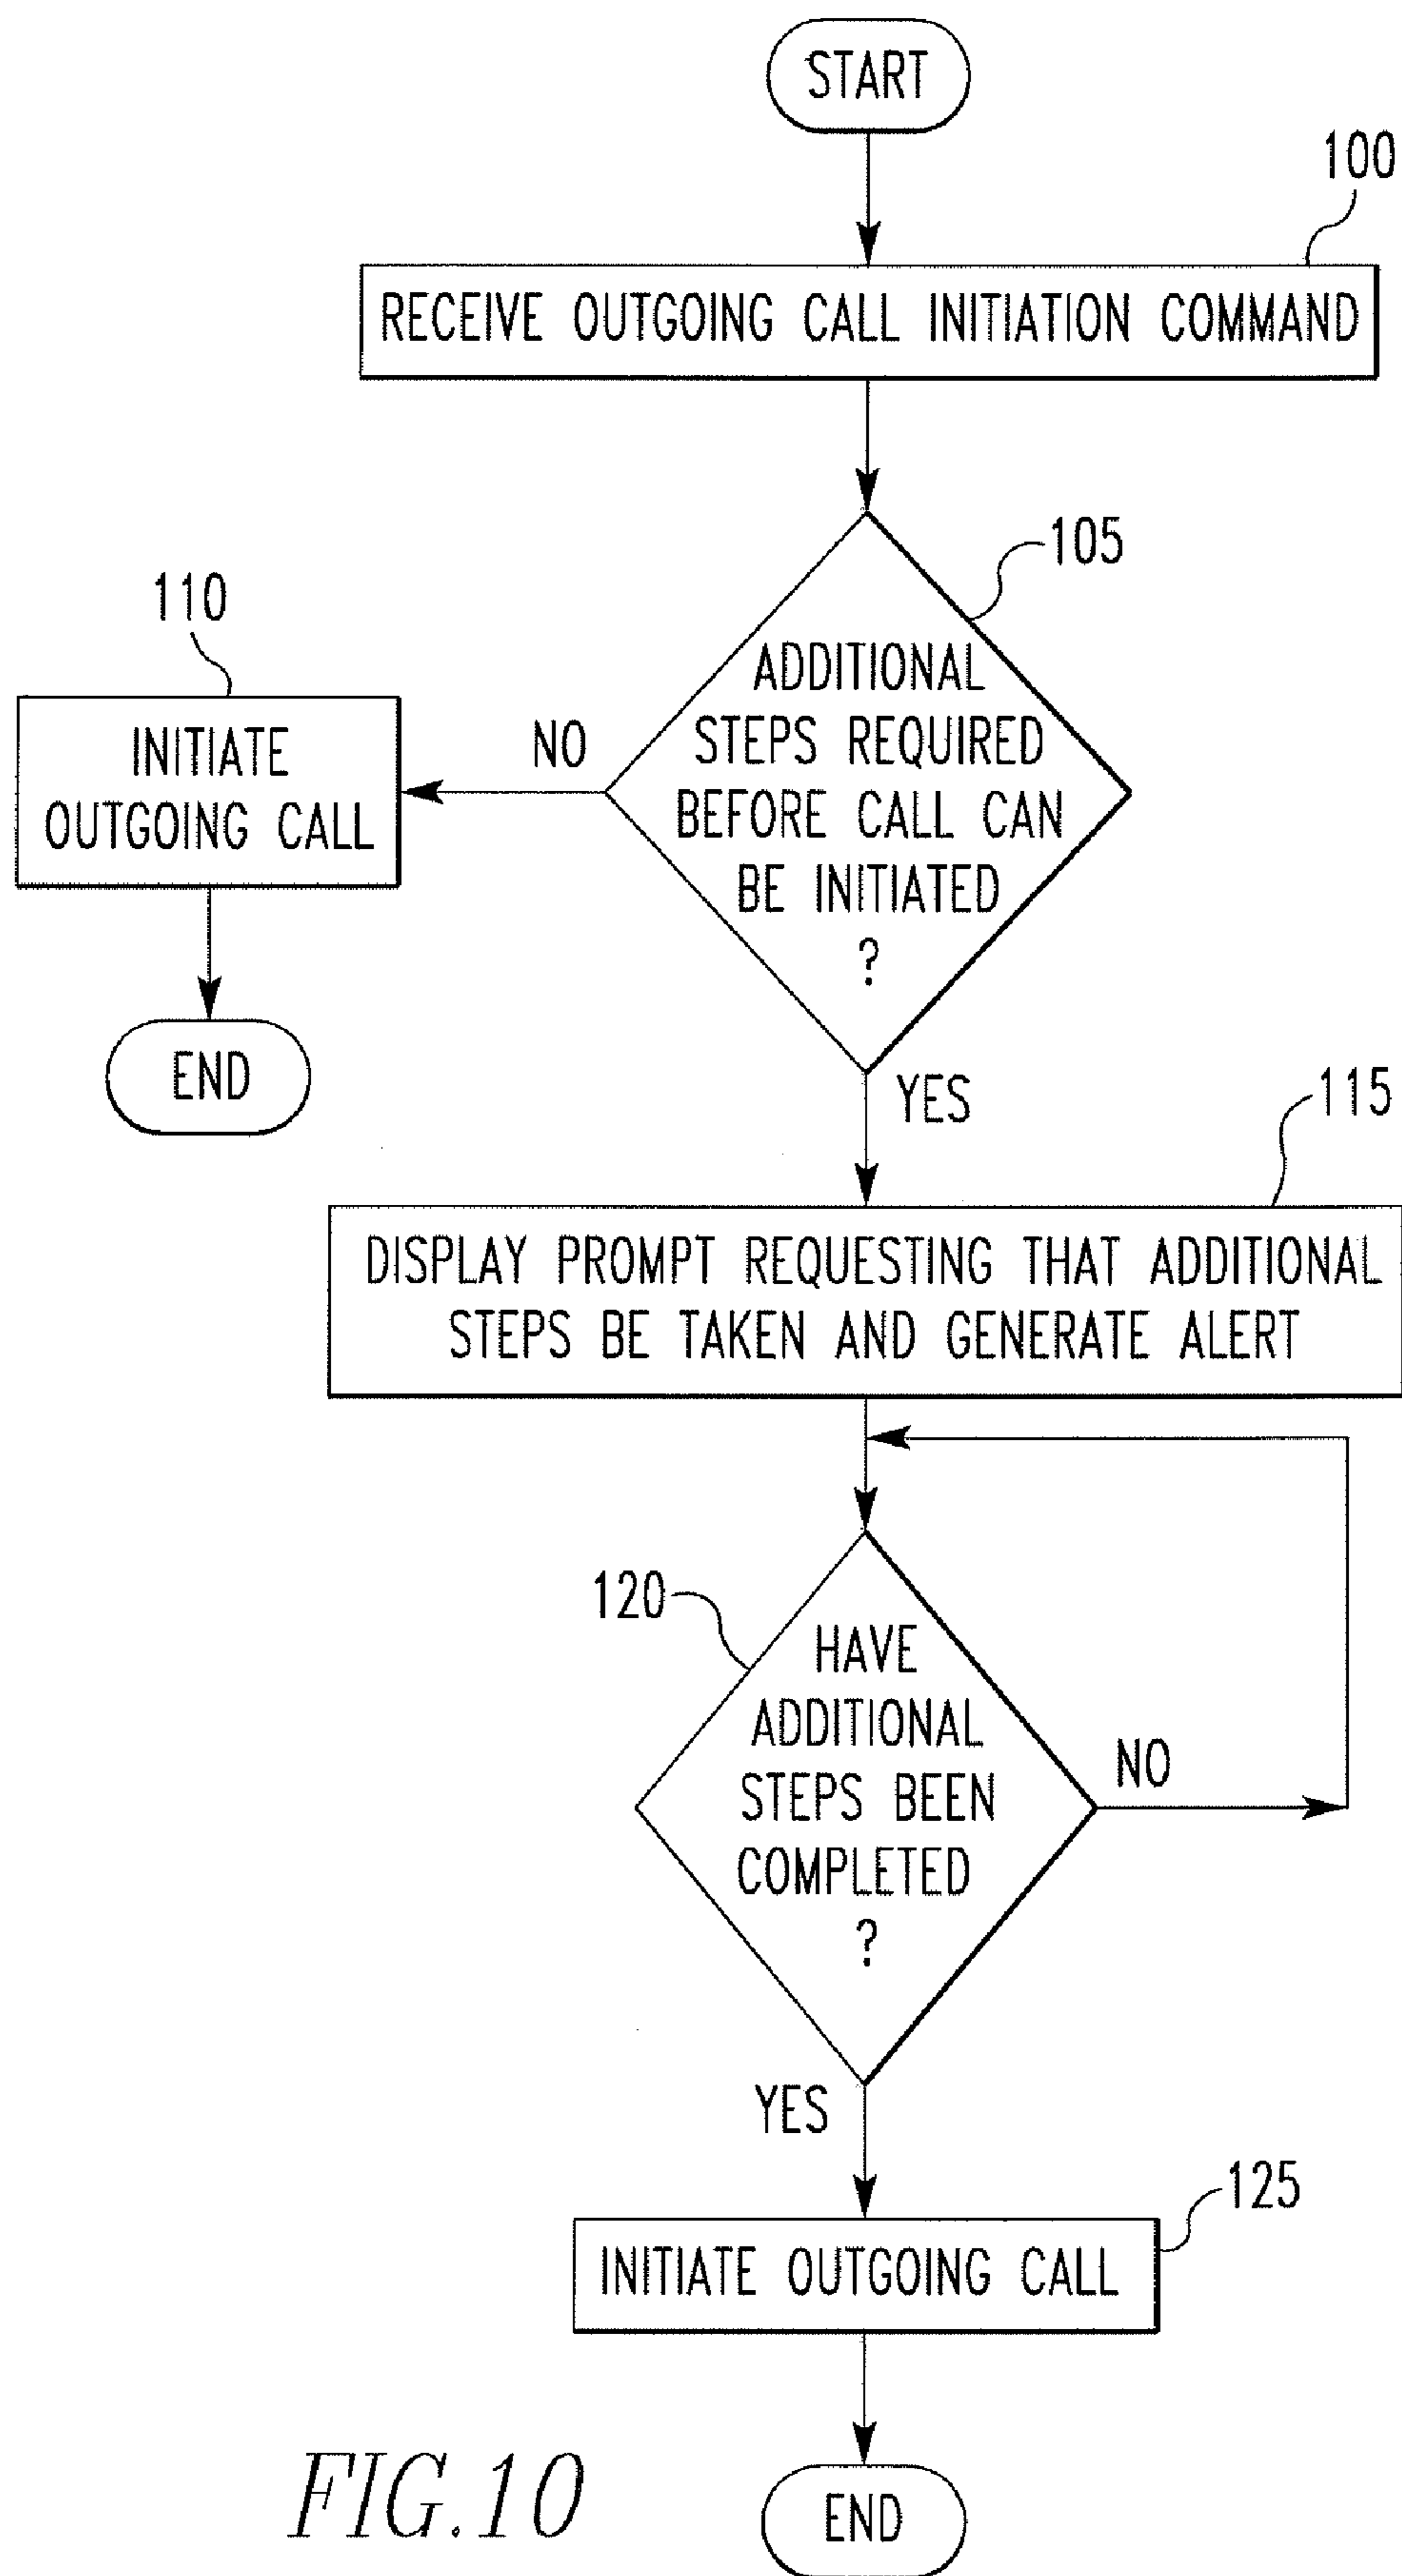 START
100
RECEIVE OUTGOING CALL INITIATION COMMAND
105
ADDITIONAL
STEPS REQUIRED
BEFORE CALL CAN
BE INITIATED
?
NO
110
INITIATE
OUTGOING CALL
END
YES
115
DISPLAY PROMPT REQUESTING THAT ADDITIONAL
STEPS BE TAKEN AND GENERATE ALERT
120
HAVE
ADDITIONAL
STEPS BEEN
COMPLETED
?
NO
YES
125
INITIATE OUTGOING CALL
END
FIG.10